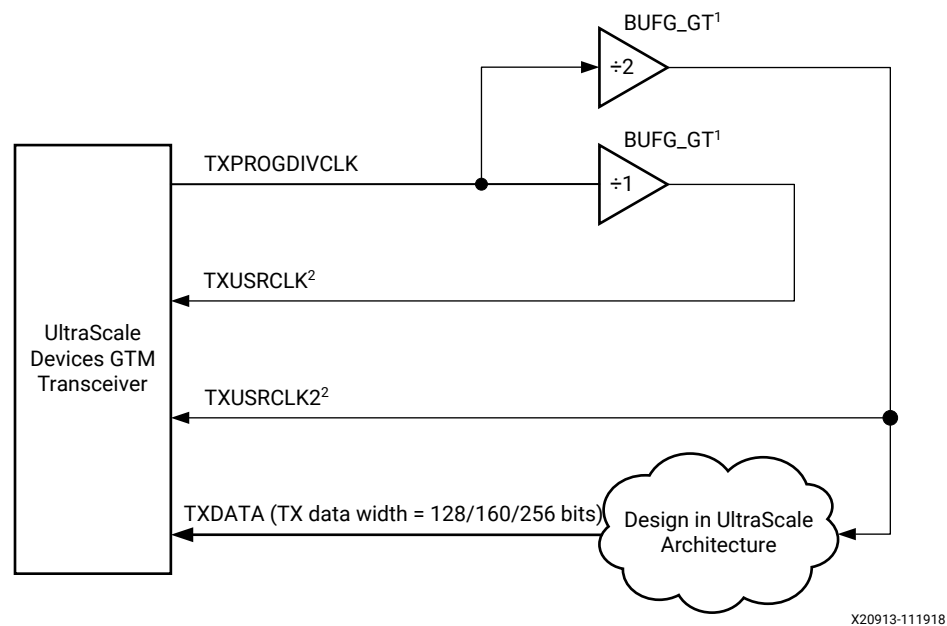 BUFG_GT¹
÷2
BUFG_GT¹
TXPROGDIVCLK
÷1
TXUSRCLK²
UltraScale
Devices GTM
Transceiver
TXUSRCLK2²
TXDATA (TX data width = 128/160/256 bits)
Design in UltraScale
Architecture
X20913-111918